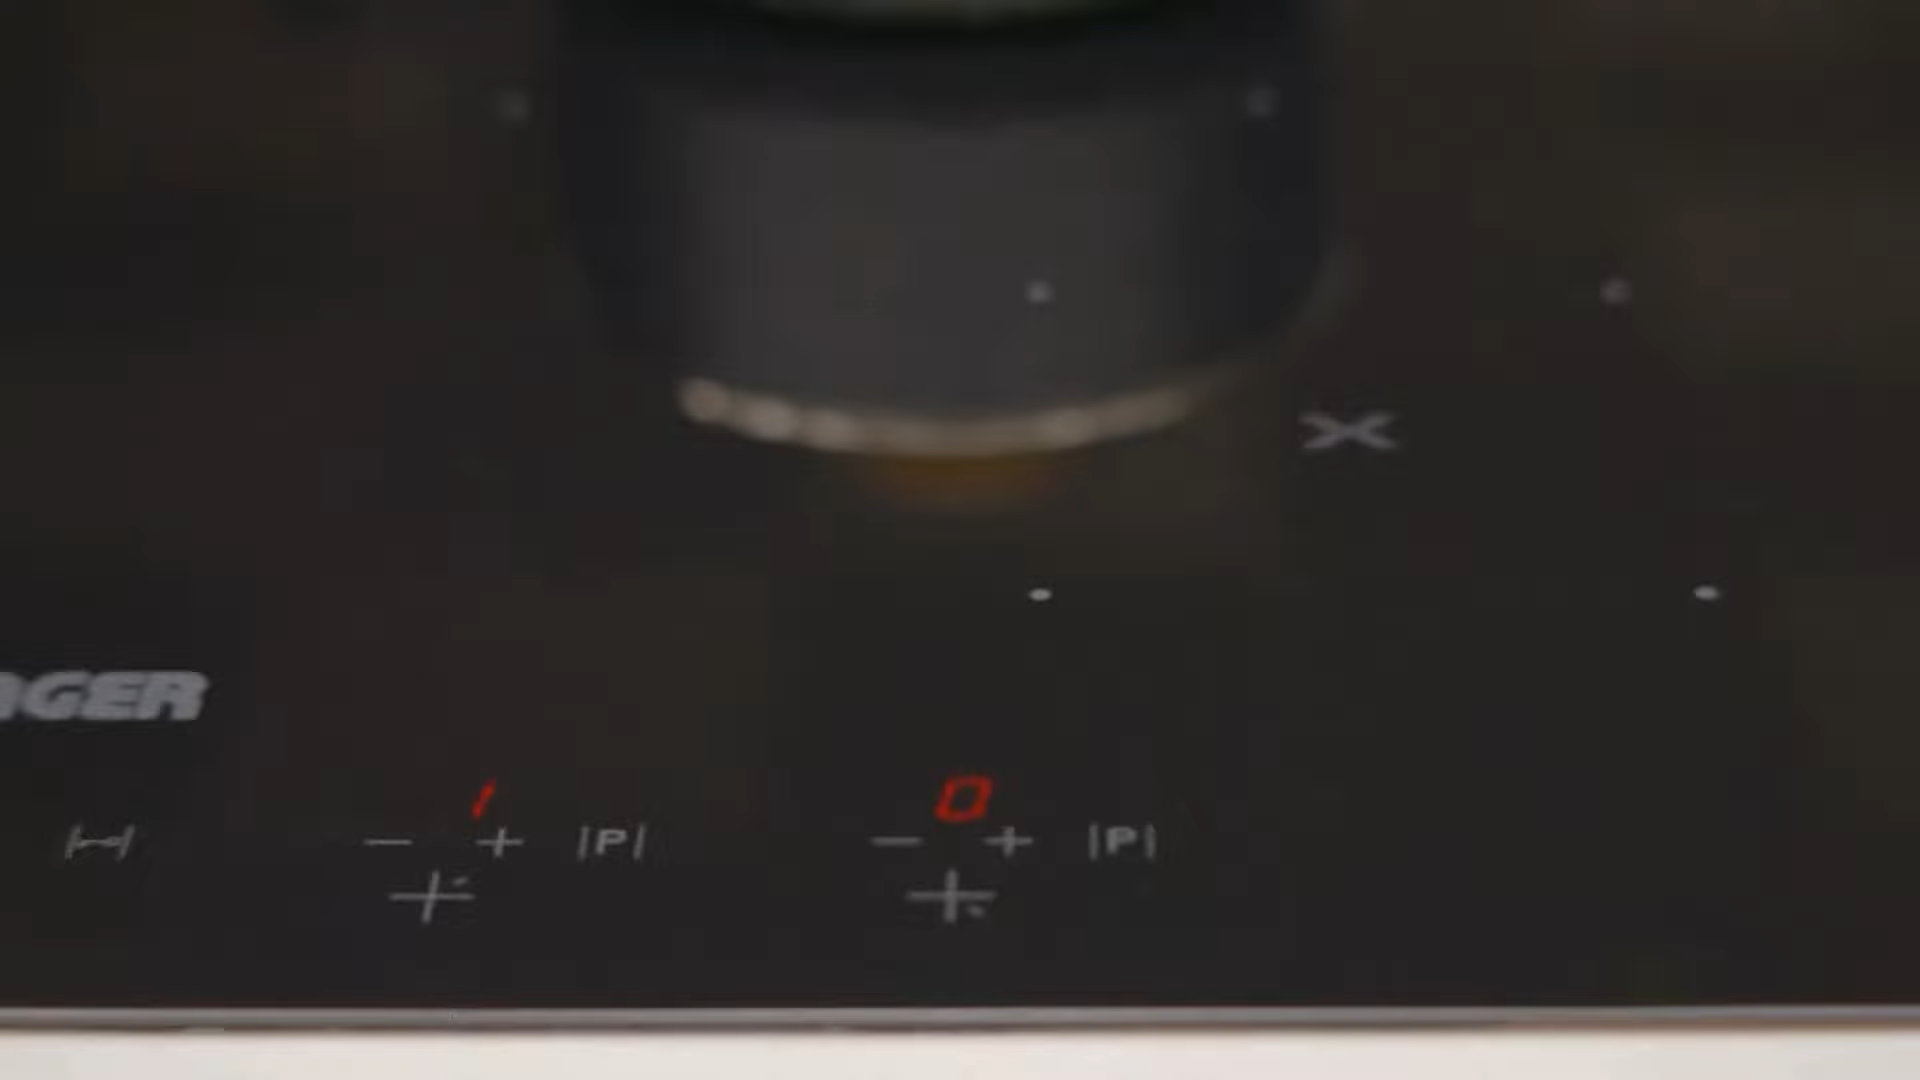 GER
1 0
− + |P| − + |P|